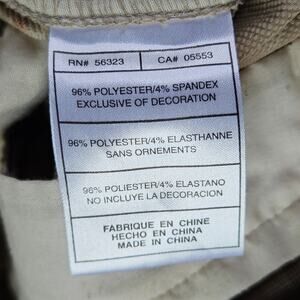 RN# 56323 CA# 05553
96% POLYESTER/4% SPANDEX
EXCLUSIVE OF DECORATION
96% POLYESTER/4% ELASTHANNE
SANS ORNEMENTS
96% POLIESTER/4% ELASTANO
NO INCLUYE LA DECORACION
FABRIQUE EN CHINE
HECHO EN CHINA
MADE IN CHINA